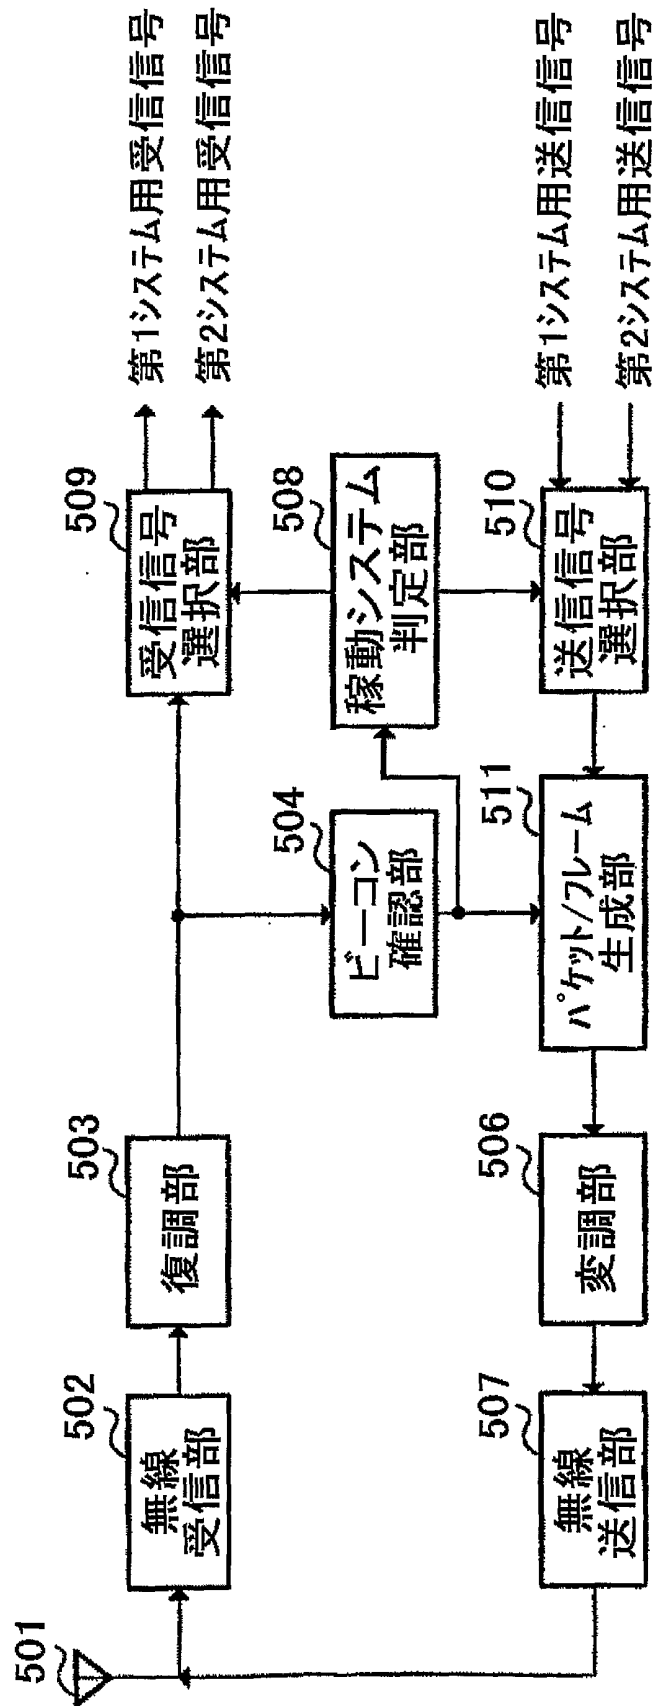 501
502
無線
受信部
503
復調部
504
ビーコン
確認部
509
受信信号
選択部
第1システム用受信信号
第2システム用受信信号
508
稼動システム
判定部
507
無線
送信部
506
変調部
511
パケット/フレーム
生成部
510
送信信号
選択部
第1システム用送信信号
第2システム用送信信号